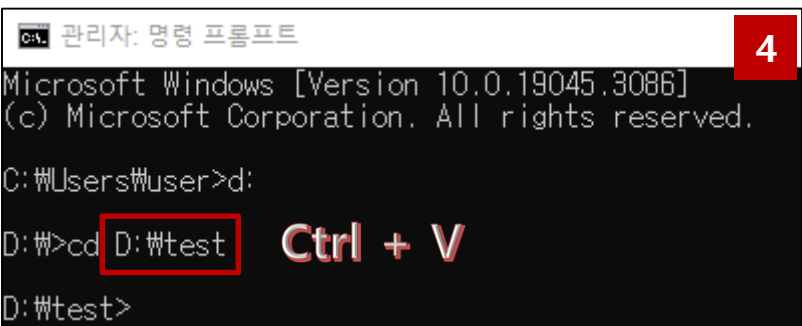 관리자: 명령 프롬프트
4
Microsoft Windows [Version 10.0.19045.3086]
(c) Microsoft Corporation. All rights reserved.
C:₩Users₩user>d:
D:₩>cd D:₩test Ctrl + V
D:₩test>